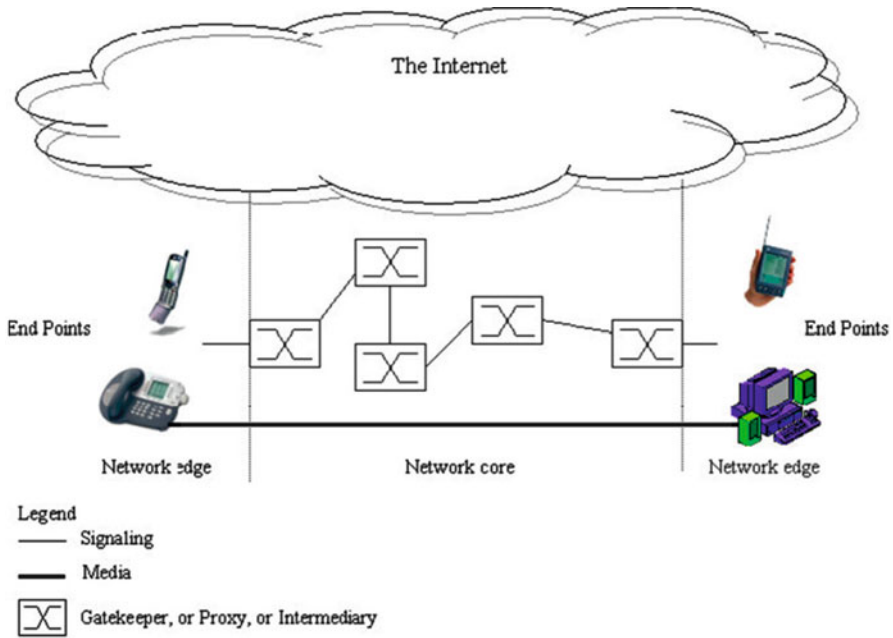 The Internet
End Points
End Points
Network edge
Network core
Network edge
Legend
Signaling
Media
Gatekeeper, or Proxy, or Intermediary